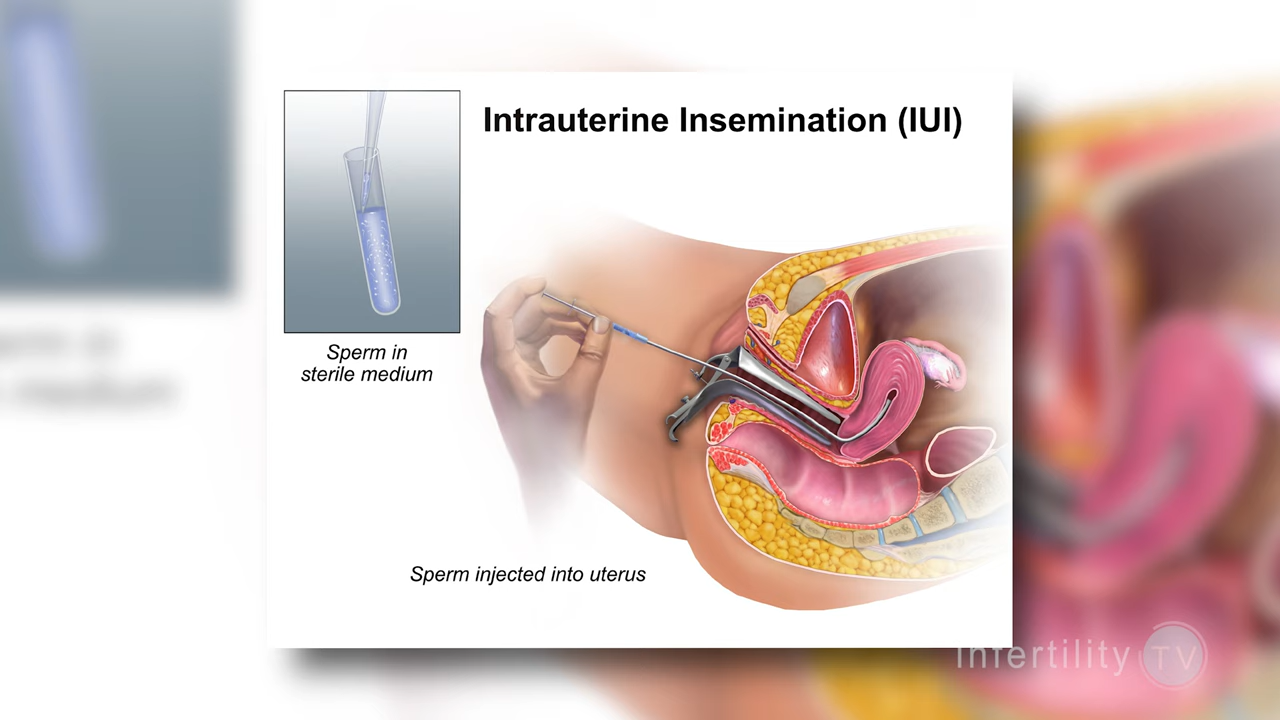 Intrauterine Insemination (IUI)
Sperm in
sterile medium
Sperm injected into uterus
Infertility TV